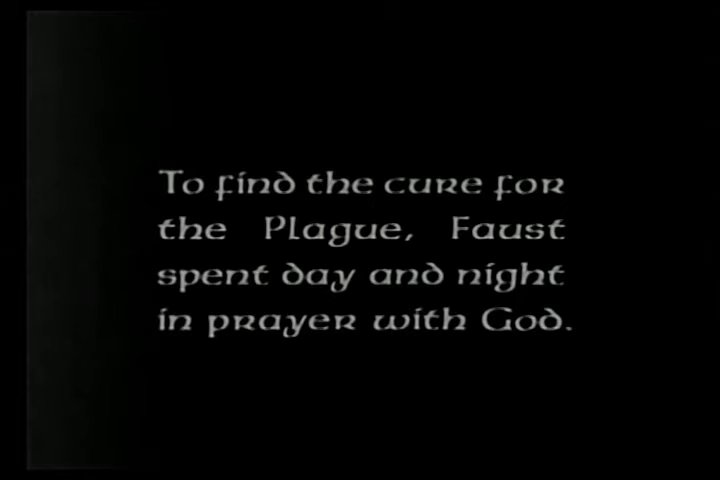 To find the cure for
the Plague, Faust
spent day and night
in prayer with God.